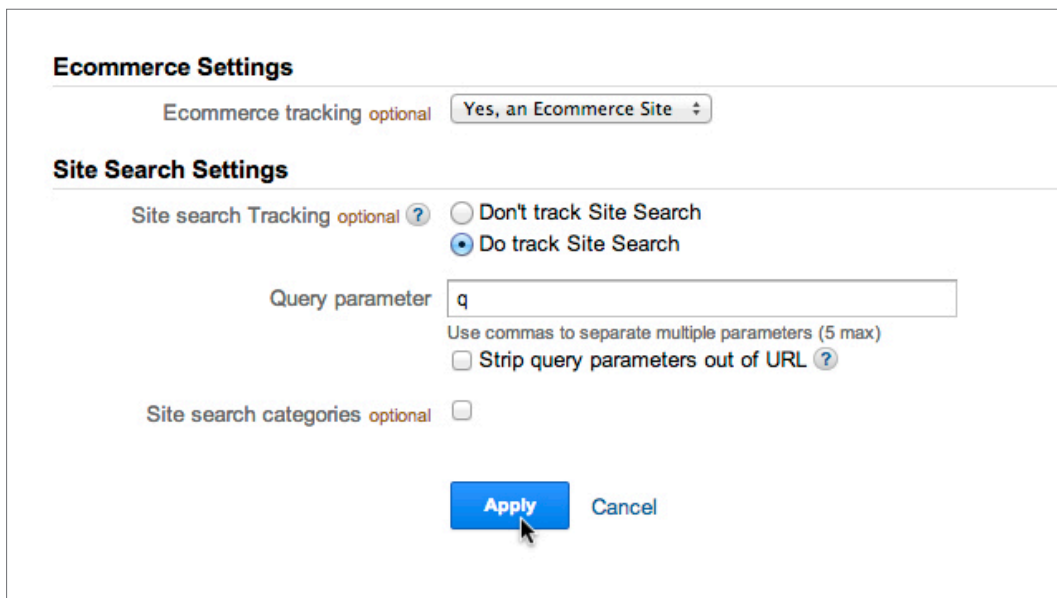 Ecommerce Settings
Ecommerce tracking optional Yes, an Ecommerce Site
Site Search Settings
Site search Tracking optional ? Don't track Site Search
Do track Site Search
Query parameter q
Use commas to separate multiple parameters (5 max)
Strip query parameters out of URL ?
Site search categories optional
Apply Cancel